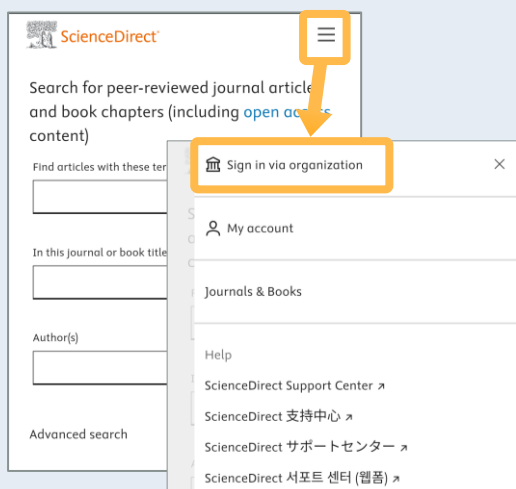 ScienceDirect
Search for peer-reviewed journal article
and book chapters (including open access
content)
Find articles with these ter
In this journal or book title
Author(s)
Advanced search
Sign in via organization
My account
Journals & Books
Help
ScienceDirect Support Center ↗
ScienceDirect 支持中心 ↗
ScienceDirect サポートセンター ↗
ScienceDirect 서포트 센터 (웹폼) ↗